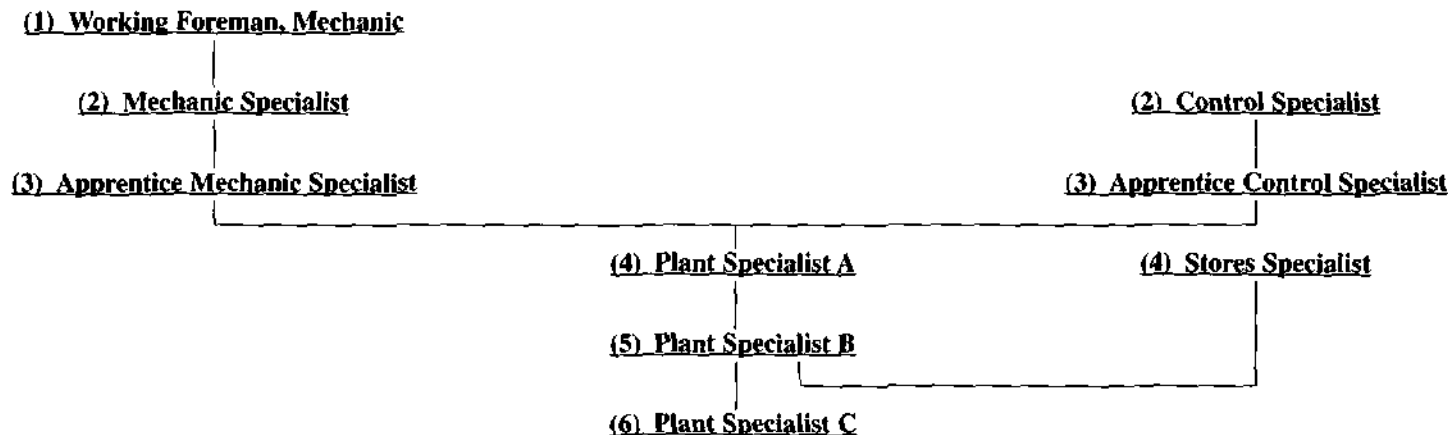 (1) Working Foreman, Mechanic
(2) Mechanic Specialist
(2) Control Specialist
(3) Apprentice Mechanic Specialist
(3) Apprentice Control Specialist
(4) Plant Specialist A
(4) Stores Specialist
(5) Plant Specialist B
(6) Plant Specialist C